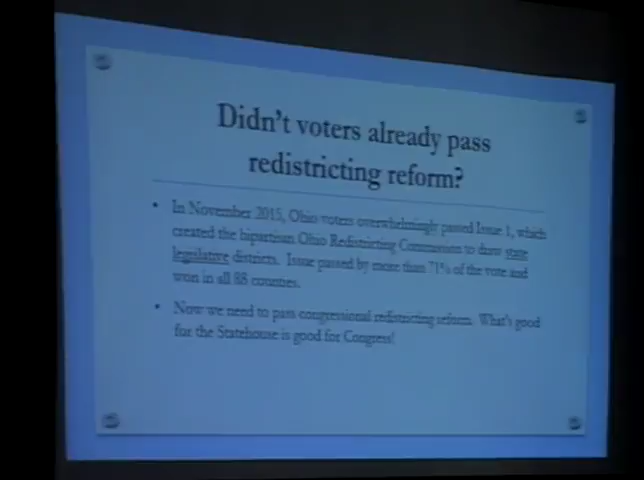 Didn't voters already pass
redistricting reform?
• In November 2015, Ohio voters overwhelmingly passed Issue 1, which
created the bipartisan Ohio Redistricting Commission to draw state
legislative districts. Issue passed by more than 71% of the vote and
won in all 88 counties.
• Now we need to pass congressional redistricting reform. What's good
for the Statehouse is good for Congress!